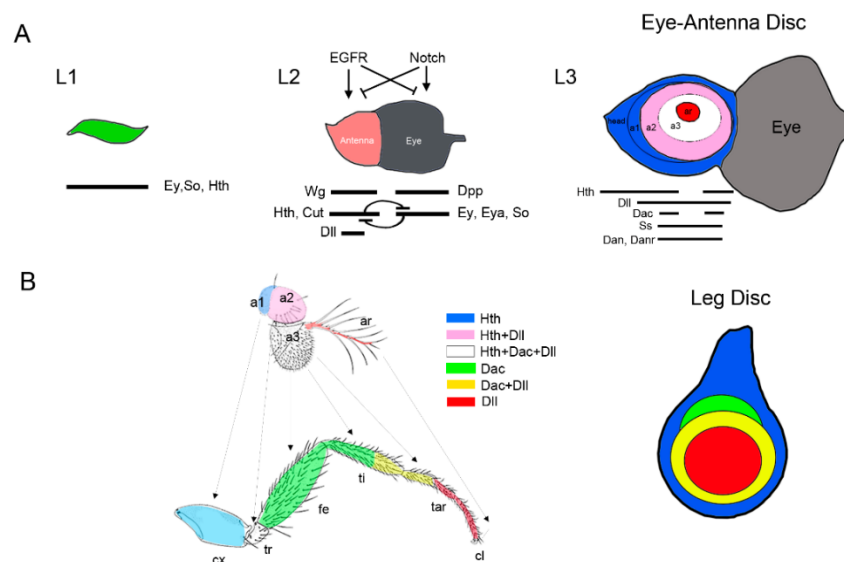 A
Eye-Antenna Disc
L1
L2
L3
EGFR Notch
Antenna Eye
head a1 a2 a3 ar
Eye
Ey,So, Hth
Wg Dpp
Hth, Cut Ey, Eya, So
Dll
Hth
Dll
Dac
Ss
Dan, Danr
B
a1 a2
a3
ar
Hth
Hth+Dll
Hth+Dac+Dll
Dac
Dac+Dll
Dll
Leg Disc
cx
tr
fe
ti
tar
cl